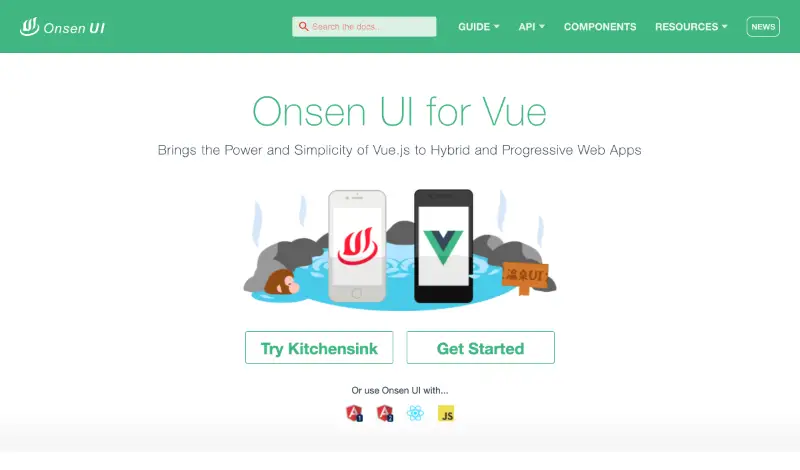 Onsen UI
Search the docs...
GUIDE
API
COMPONENTS
RESOURCES
NEWS
Onsen UI for Vue
Brings the Power and Simplicity of Vue.js to Hybrid and Progressive Web Apps
温泉UI
Try Kitchensink
Get Started
Or use Onsen UI with...
A 1
A 2
JS